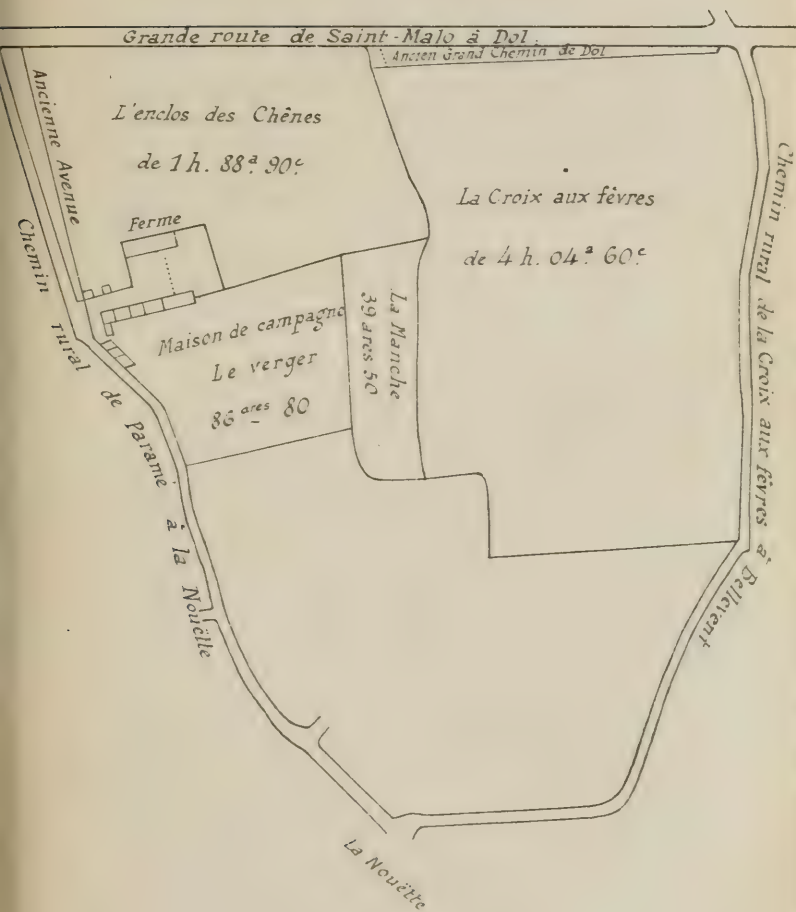 Grande route de Saint-Malo à Dol.
Ancien Grand Chemin de Dol
Ancienne Avenue
L'enclos des Chênes
de 1 h. 88ª 90ᶜ
Ferme
La Croix aux fêvres
de 4 h. 04ª 60ᶜ
Maison de campagne
Le verger
86 ares 80
La Manche
39 ares 50
Chemin rural de Paramé à la Nouëtte
Chemin rural de la Croix aux fêvres à Bellevent
La Nouëtte